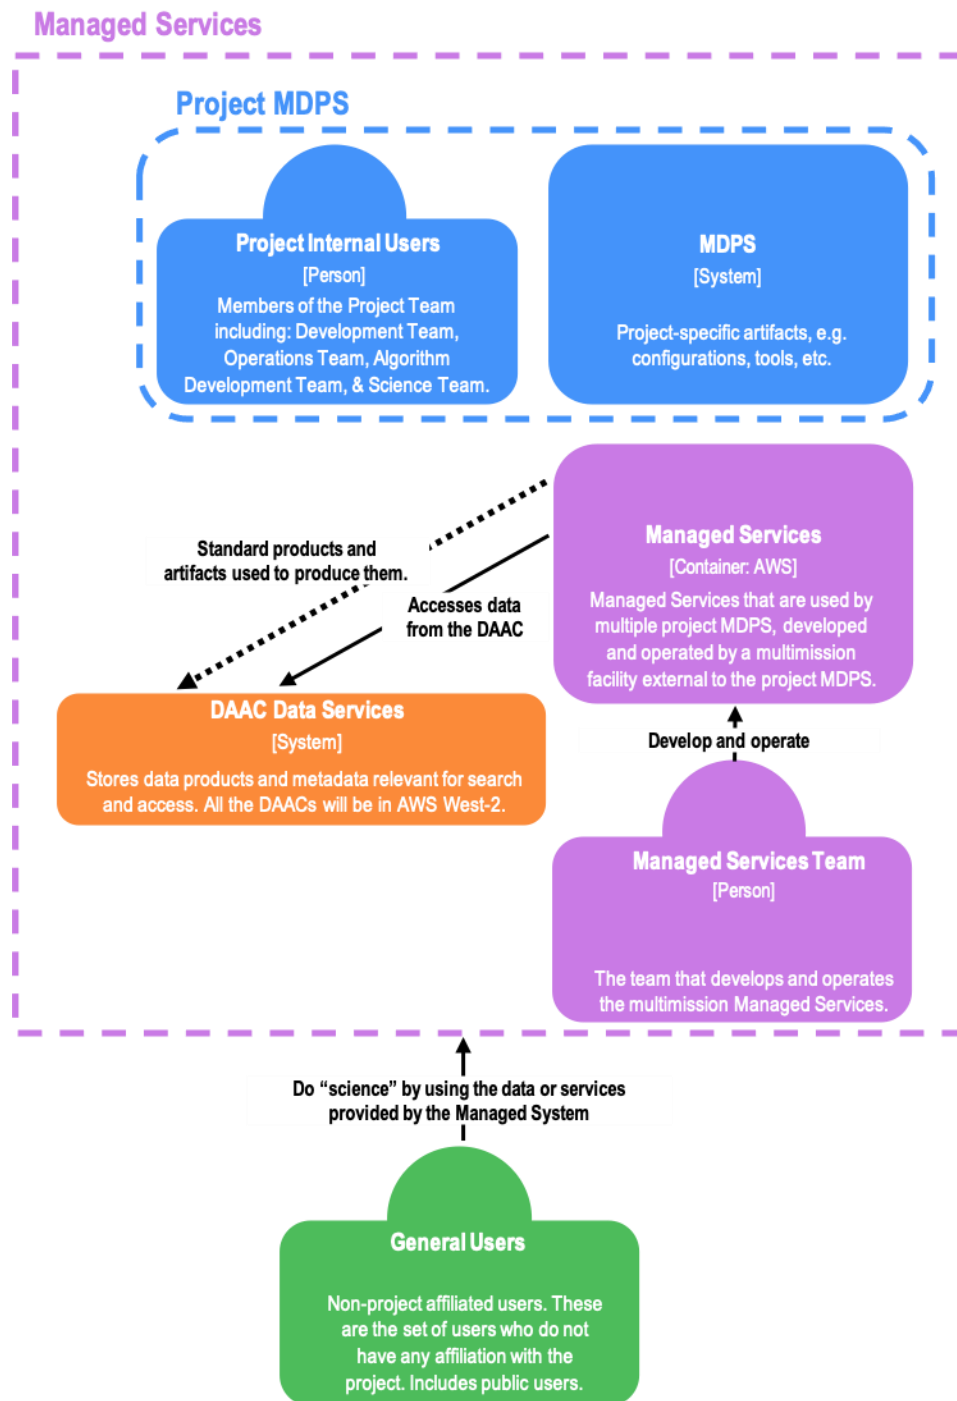 Managed Services
Project MDPS
Project Internal Users
[Person]
Members of the Project Team
including: Development Team,
Operations Team, Algorithm
Development Team, & Science Team.
MDPS
[System]
Project-specific artifacts, e.g.
configurations, tools, etc.
Standard products and
artifacts used to produce them.
Accesses data
from the DAAC
Managed Services
[Container: AWS]
Managed Services that are used by
multiple project MDPS, developed
and operated by a multimission
facility external to the project MDPS.
DAAC Data Services
[System]
Stores data products and metadata relevant for search
and access. All the DAACs will be in AWS West-2.
Develop and operate
Managed Services Team
[Person]
The team that develops and operates
the multimission Managed Services.
Do “science” by using the data or services
provided by the Managed System
General Users
Non-project affiliated users. These
are the set of users who do not
have any affiliation with the
project. Includes public users.